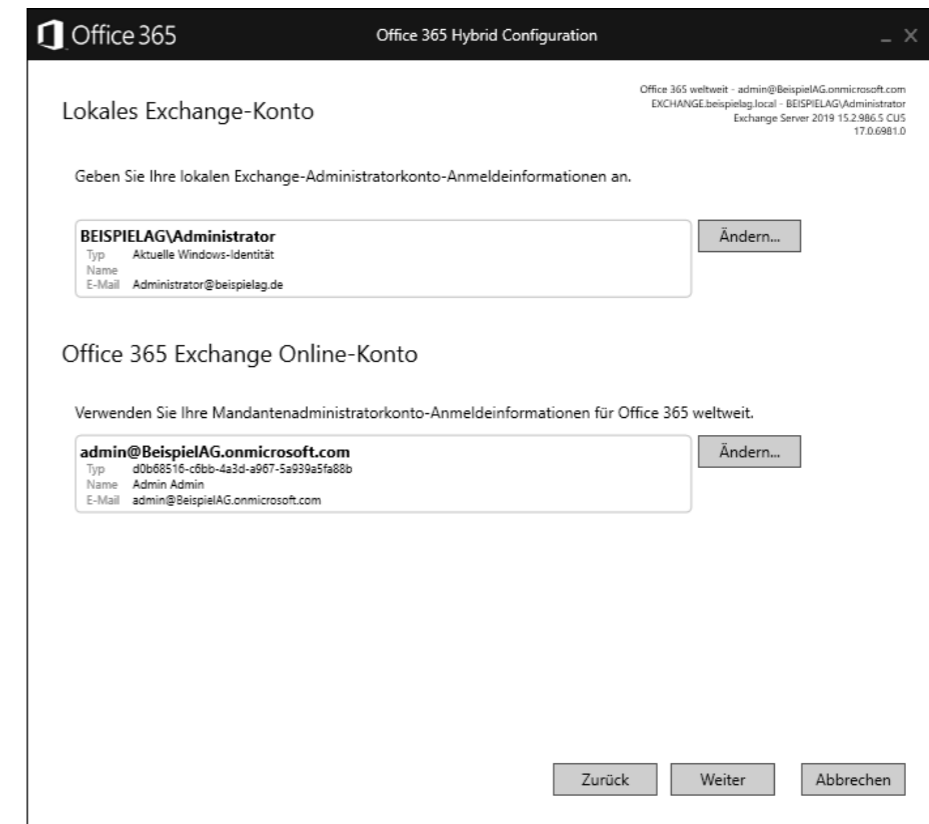 Office 365
Office 365 Hybrid Configuration
Lokales Exchange-Konto
Office 365 weltweit - admin@BeispielAG.onmicrosoft.com
EXCHANGE.beispielag.local - BEISPIELAG\Administrator
Exchange Server 2019 15.2.986.5 CU5
17.0.6981.0
Geben Sie Ihre lokalen Exchange-Administratorkonto-Anmeldeinformationen an.
BEISPIELAG\Administrator
Ändern...
Typ Aktuelle Windows-Identität
Name
E-Mail Administrator@beispielag.de
Office 365 Exchange Online-Konto
Verwenden Sie Ihre Mandantenadministratorkonto-Anmeldeinformationen für Office 365 weltweit.
admin@BeispielAG.onmicrosoft.com
Ändern...
Typ d0b68516-c6bb-4a3d-a967-5a939a5fa88b
Name Admin Admin
E-Mail admin@BeispielAG.onmicrosoft.com
Zurück Weiter Abbrechen